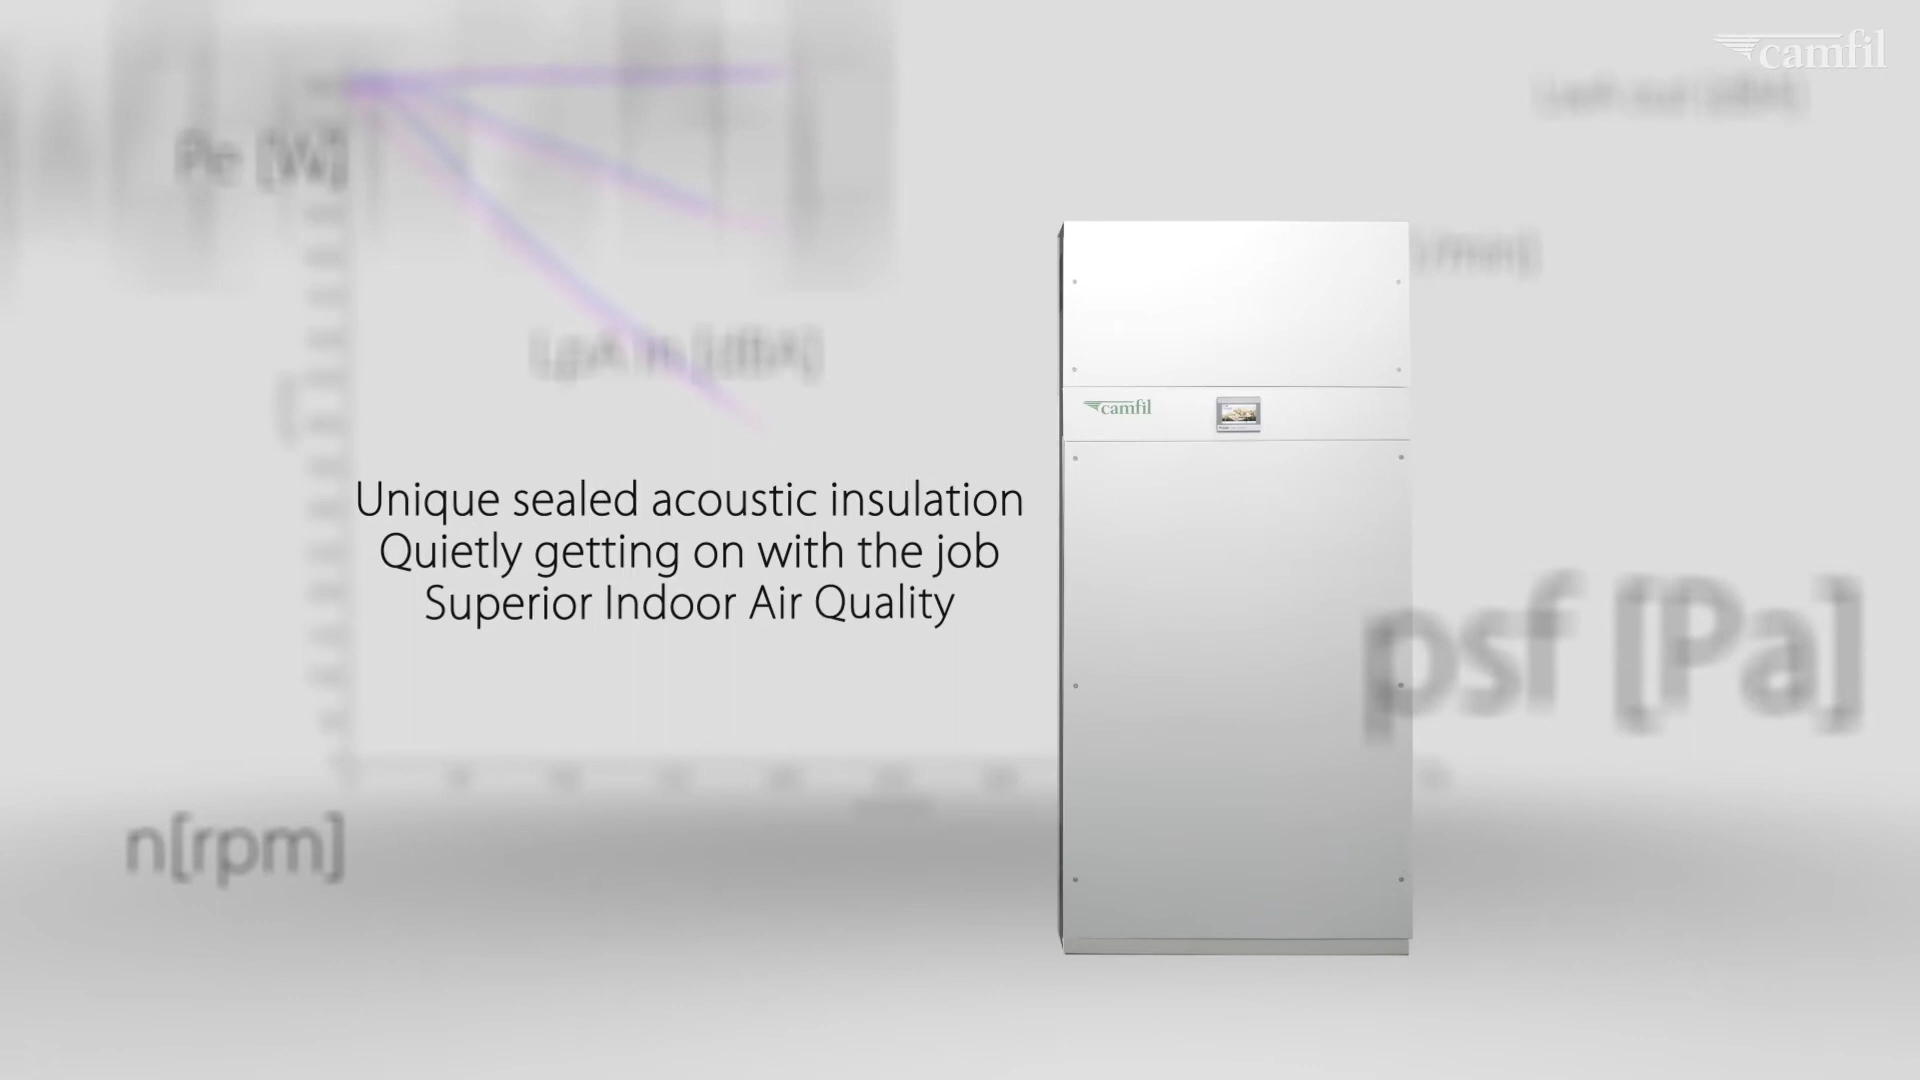 camfil
Pe [W]
LpA in [dBA]
camfil
Unique sealed acoustic insulation
Quietly getting on with the job
Superior Indoor Air Quality
psf [Pa]
n[rpm]